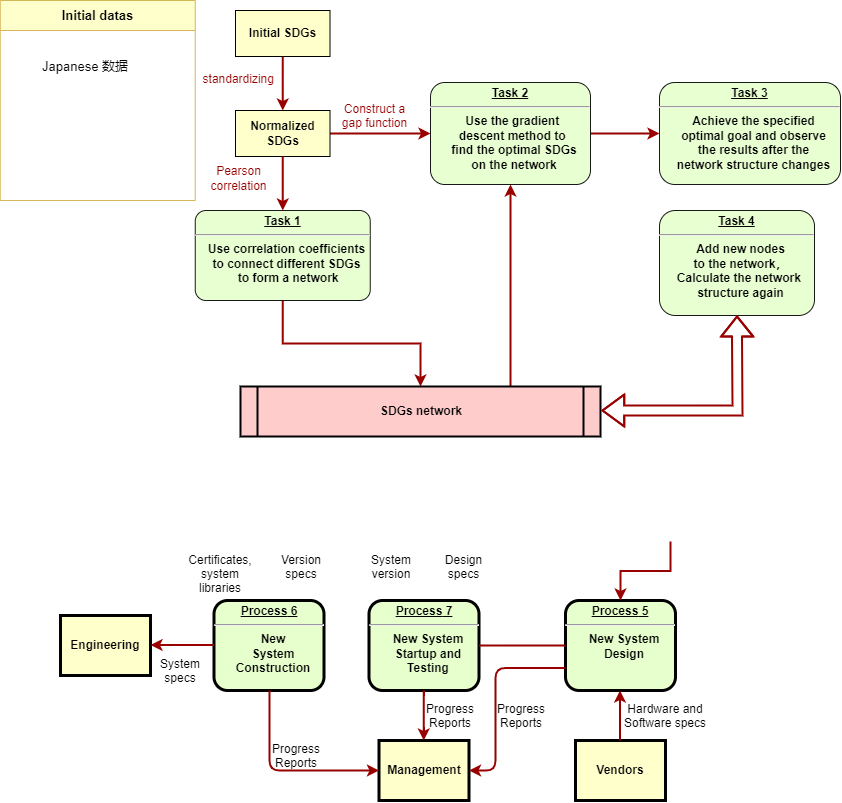 Initial datas
Japanese 数据
Initial SDGs
standardizing
Normalized
SDGs
Construct a
gap function
Pearson
correlation
Task 1
Use correlation coefficients
to connect different SDGs
to form a network
Task 2
Use the gradient
descent method to
find the optimal SDGs
on the network
Task 3
Achieve the specified
optimal goal and observe
the results after the
network structure changes
Task 4
Add new nodes
to the network,
Calculate the network
structure again
SDGs network
Certificates,
system
libraries
Version
specs
System
version
Design
specs
Process 6
New
System
Construction
Process 7
New System
Startup and
Testing
Process 5
New System
Design
Engineering
System
specs
Progress
Reports
Progress
Reports
Progress
Reports
Hardware and
Software specs
Management
Vendors